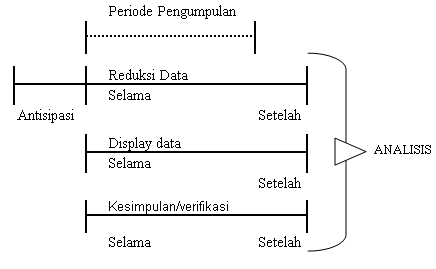 Periode Pengumpulan
Reduksi Data
Selama
Antisipasi
Setelah
Display data
Selama
Setelah
ANALISIS
Kesimpulan/verifikasi
Selama
Setelah